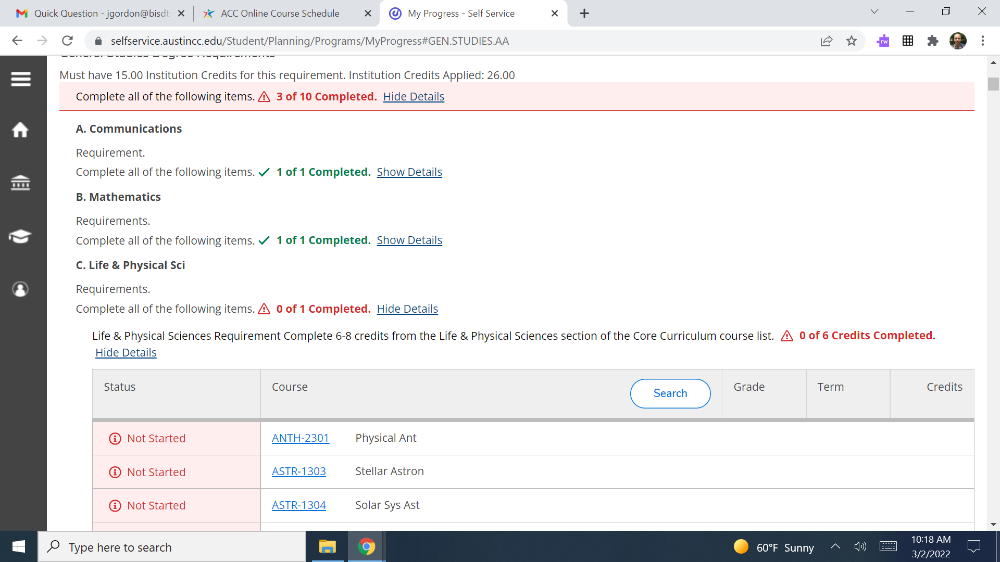 Quick Question - jgordon@bisdt
ACC Online Course Schedule
My Progress - Self Service
selfservice.austincc.edu/Student/Planning/Programs/MyProgress#GEN.STUDIES.AA
rw
General Studies Degree Requirements
Must have 15.00 Institution Credits for this requirement. Institution Credits Applied: 26.00
Complete all of the following items. 3 of 10 Completed. Hide Details
A. Communications
Requirement.
Complete all of the following items. 1 of 1 Completed. Show Details
B. Mathematics
Requirements.
Complete all of the following items. 1 of 1 Completed. Show Details
C. Life & Physical Sci
Requirements.
Complete all of the following items. 0 of 1 Completed. Hide Details
Life & Physical Sciences Requirement Complete 6-8 credits from the Life & Physical Sciences section of the Core Curriculum course list. 0 of 6 Credits Completed.
Hide Details
Status Course Search Grade Term Credits
Not Started ANTH-2301 Physical Ant
Not Started ASTR-1303 Stellar Astron
Not Started ASTR-1304 Solar Sys Ast
Type here to search
60°F Sunny
10:18 AM
3/2/2022